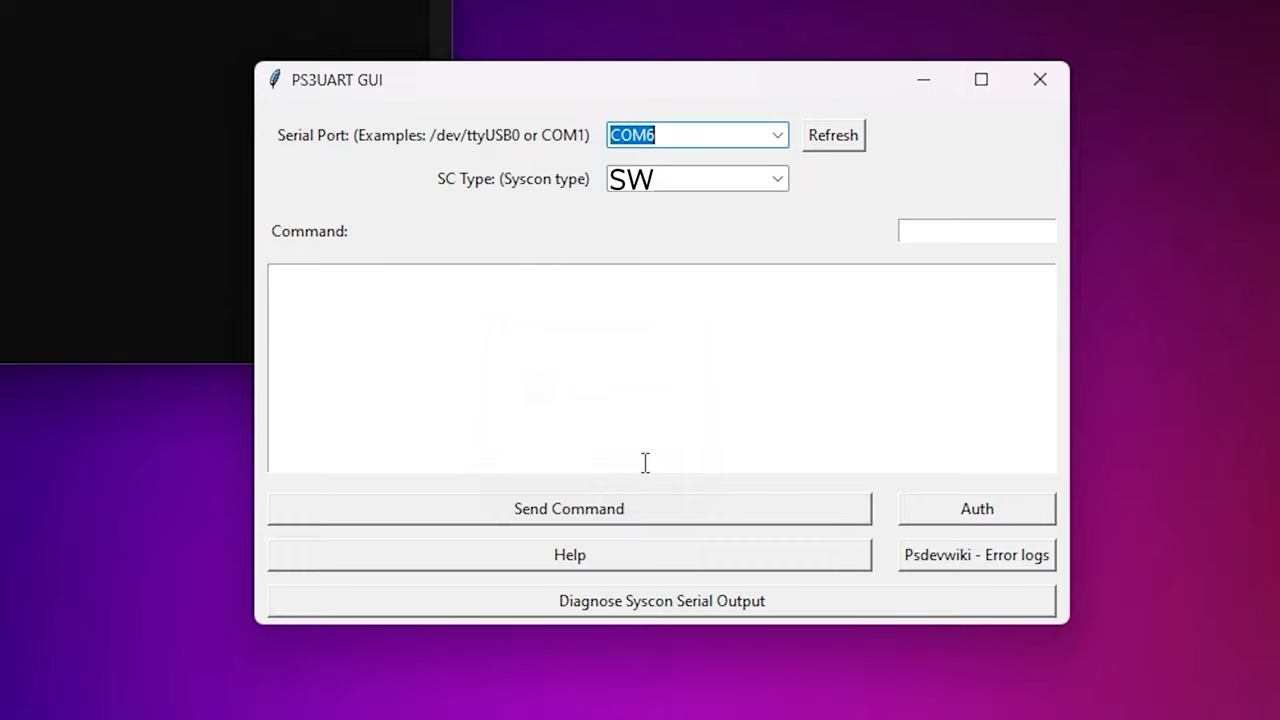 PS3UART GUI
Serial Port: (Examples: /dev/ttyUSB0 or COM1) COM6 Refresh
SC Type: (Syscon type) SW
Command:
Send Command Auth
Help Psdevwiki - Error logs
Diagnose Syscon Serial Output